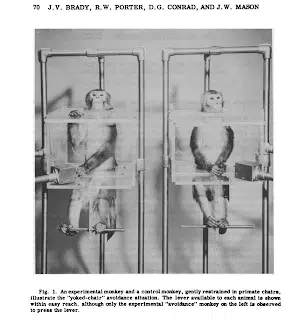 70 J.V. BRADY, R.W. PORTER, D.G. CONRAD, AND J.W. MASON
Fig. 1. An experimental monkey and a control monkey, gently restrained in primate chairs,
illustrate the "yoked-chair" avoidance situation. The lever available to each animal is shown
within easy reach, although only the experimental "avoidance" monkey on the left is observed
to press the lever.